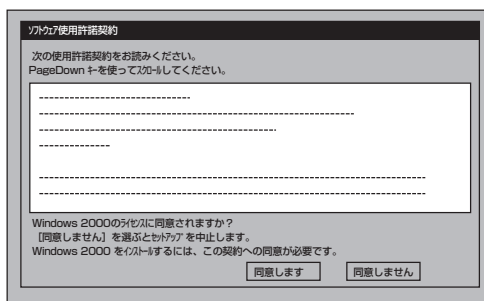 ｿﾌﾄｳｪｱ使用許諾契約
次の使用許諾契約をお読みください。
PageDown ｷｰを使ってｽｸﾛｰﾙしてください。
Windows 2000のﾗｲｾﾝｽに同意されますか？
［同意しません］を選ぶとｾｯﾄｱｯﾌﾟを中止します。
Windows 2000 をｲﾝｽﾄｰﾙするには、この契約への同意が必要です。
同意します　同意しません